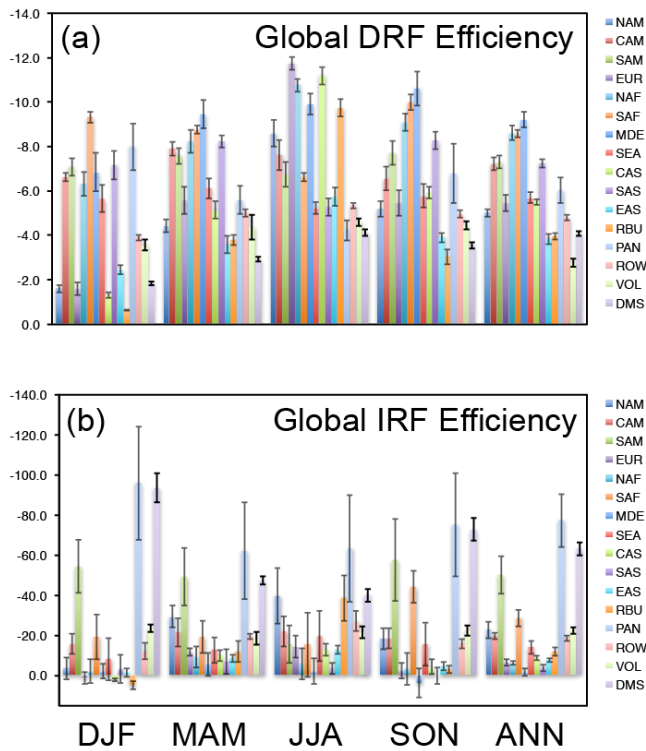 -14.0
(a) Global DRF Efficiency
-12.0
-10.0
-8.0
-6.0
-4.0
-2.0
0.0
NAM
CAM
SAM
EUR
NAF
SAF
MDE
SEA
CAS
SAS
EAS
RBU
PAN
ROW
VOL
DMS
-140.0
(b) Global IRF Efficiency
-120.0
-100.0
-80.0
-60.0
-40.0
-20.0
0.0
NAM
CAM
SAM
EUR
NAF
SAF
MDE
SEA
CAS
SAS
EAS
RBU
PAN
ROW
VOL
DMS
DJF MAM JJA SON ANN